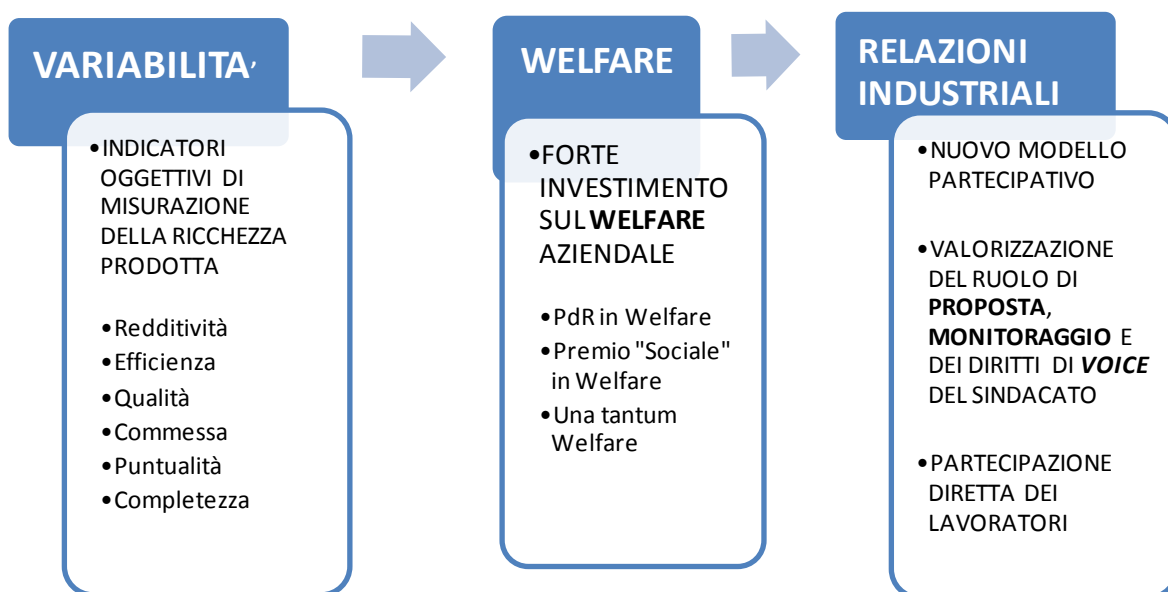 VARIABILITA’
•INDICATORI
OGGETTIVI DI
MISURAZIONE
DELLA RICCHEZZA
PRODOTTA
•Redditività
•Efficienza
•Qualità
•Commessa
•Puntualità
•Completezza
WELFARE
•FORTE
INVESTIMENTO
SUL WELFARE
AZIENDALE
•PdR in Welfare
•Premio "Sociale"
in Welfare
•Una tantum
Welfare
RELAZIONI
INDUSTRIALI
•NUOVO MODELLO
PARTECIPATIVO
•VALORIZZAZIONE
DEL RUOLO DI
PROPOSTA,
MONITORAGGIO E
DEI DIRITTI DI VOICE
DEL SINDACATO
•PARTECIPAZIONE
DIRETTA DEI
LAVORATORI